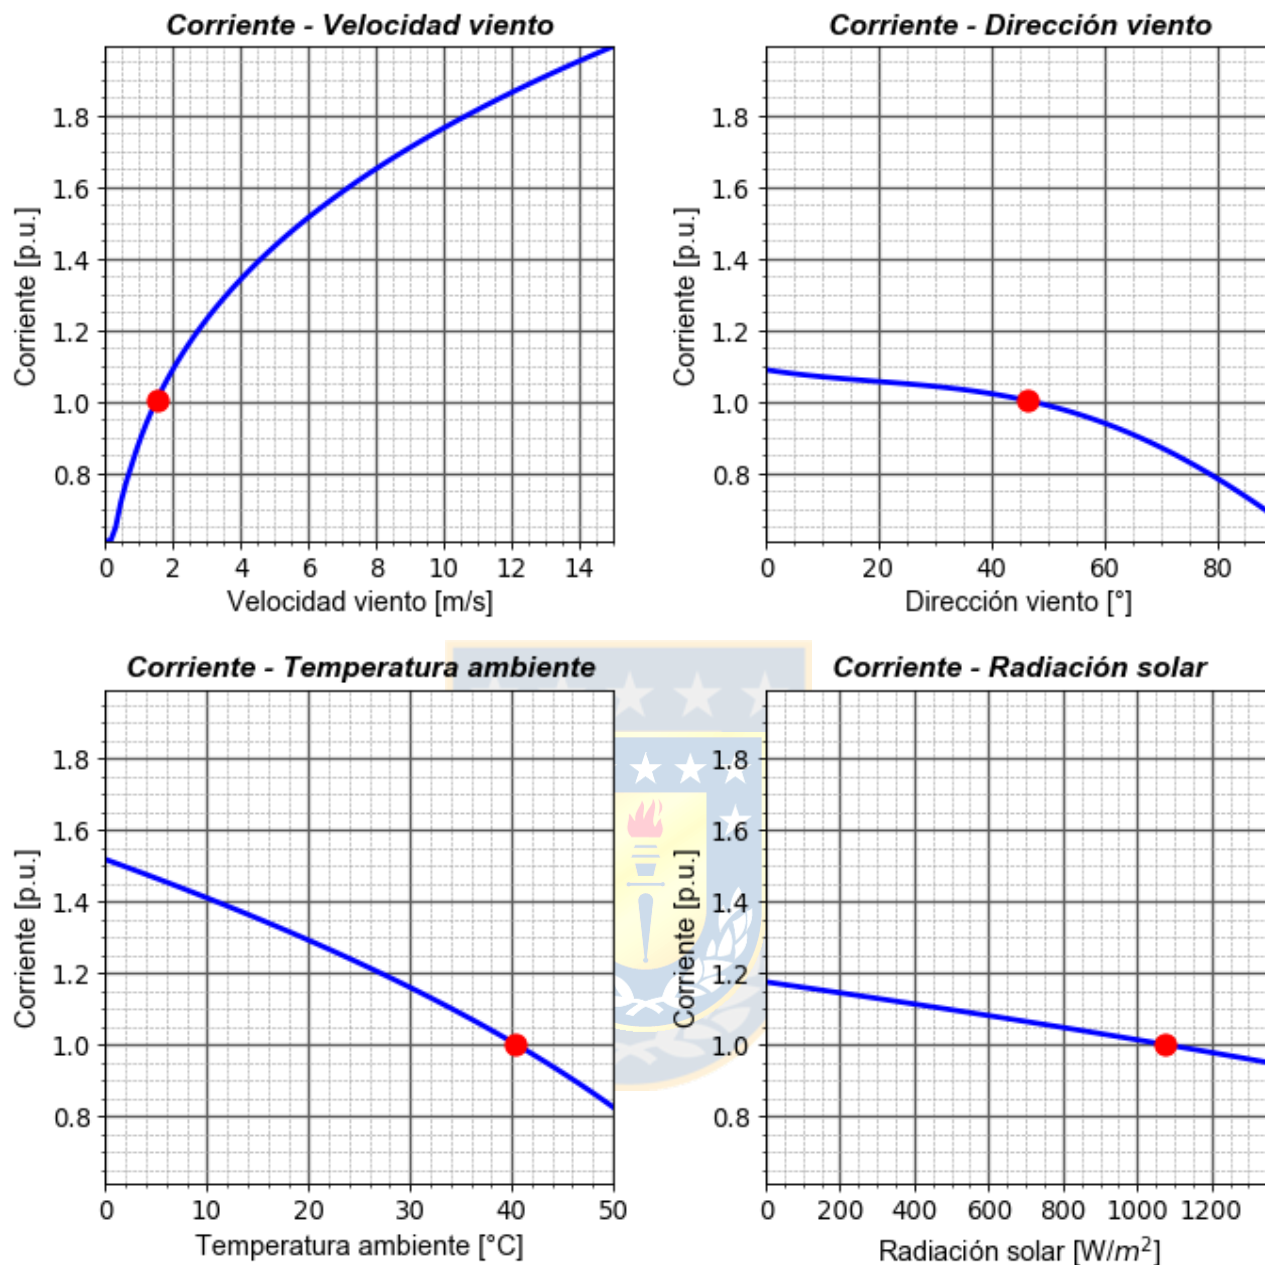 Corriente - Velocidad viento
Corriente [p.u.]
1.8
1.6
1.4
1.2
1.0
0.8
0 2 4 6 8 10 12 14
Velocidad viento [m/s]
Corriente - Dirección viento
Corriente [p.u.]
1.8
1.6
1.4
1.2
1.0
0.8
0 20 40 60 80
Dirección viento [°]
Corriente - Temperatura ambiente
Corriente [p.u.]
1.8
1.6
1.4
1.2
1.0
0.8
0 10 20 30 40 50
Temperatura ambiente [°C]
Corriente - Radiación solar
Corriente [p.u.]
1.8
1.6
1.4
1.2
1.0
0.8
0 200 400 600 800 1000 1200
Radiación solar [W/m²]